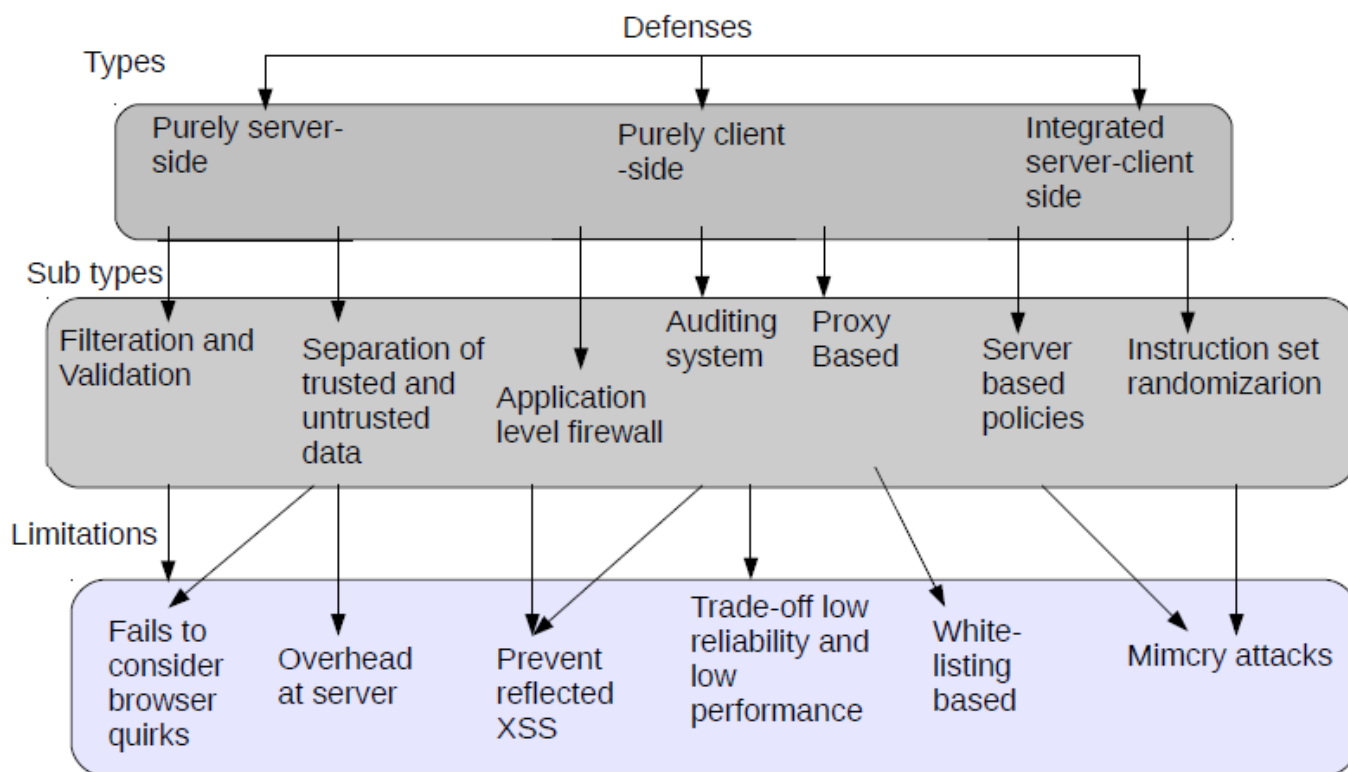 Defenses
Types
Purely server-
side
Purely client
-side
Integrated
server-client
side
Sub types
Filteration and
Validation
Separation of
trusted and
untrusted
data
Application
level firewall
Auditing
system
Proxy
Based
Server
based
policies
Instruction set
randomizarion
Limitations
Fails to
consider
browser
quirks
Overhead
at server
Prevent
reflected
XSS
Trade-off low
reliability and
low
performance
White-
listing
based
Mimcry attacks